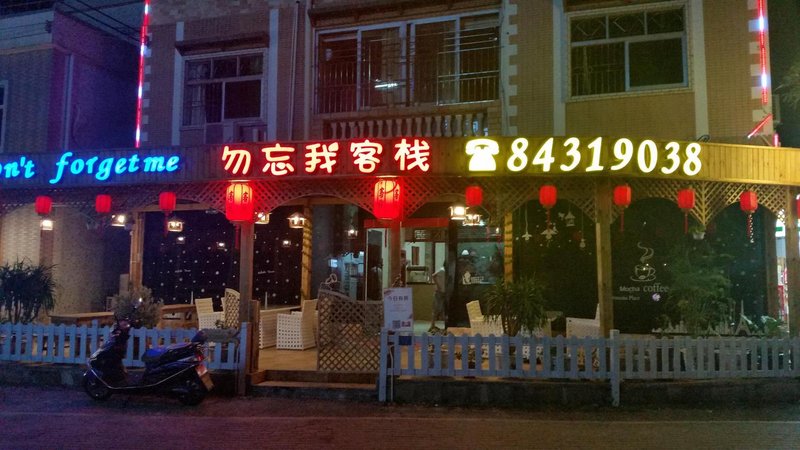 on't forget me
勿忘我客栈
☎84319038
Mocha coffee